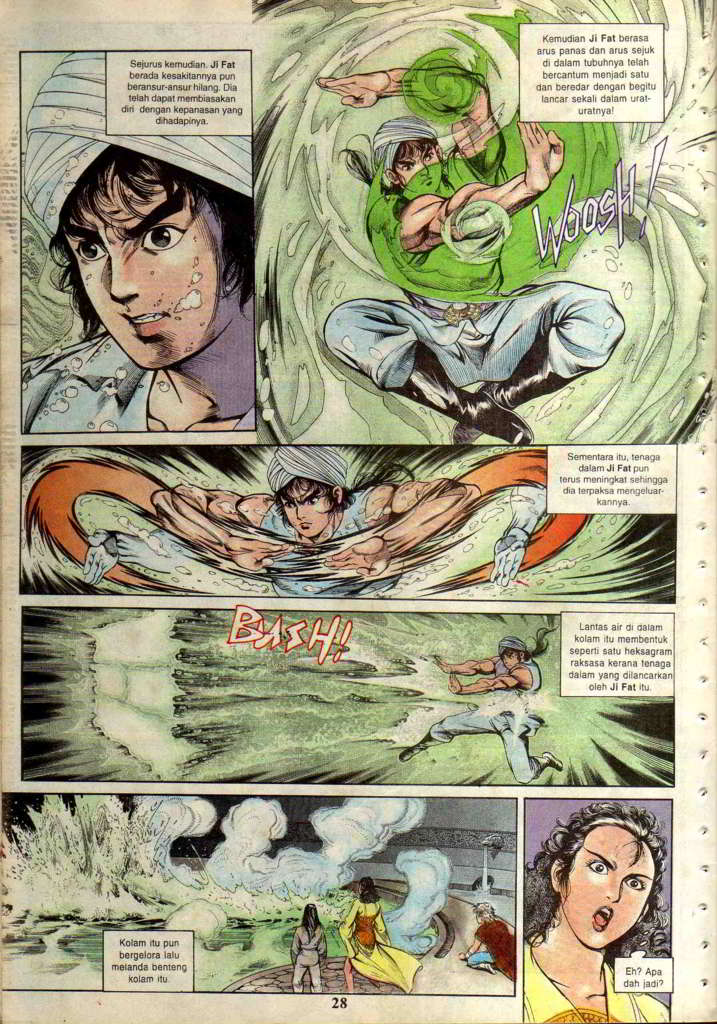 Sejurus kemudian. Ji Fat
berada kesakitannya pun
beransur-ansur hilang. Dia
telah dapat membiasakan
diri dengan kepanasan yang
dihadapinya.
Kemudian Ji Fat berasa
arus panas dan arus sejuk
di dalam tubuhnya telah
bercantum menjadi satu
dan beredar dengan begitu
lancar sekali dalam urat-
uratnya!
WOOSH!
Sementara itu, tenaga
dalam Ji Fat pun
terus meningkat sehingga
dia terpaksa mengeluar-
kannya.
BASH!
Lantas air di dalam
kolam itu membentuk
seperti satu heksagram
raksasa kerana tenaga
dalam yang dilancarkan
oleh Ji Fat itu.
Kolam itu pun
bergelora lalu
melanda benteng
kolam itu.
Eh? Apa
dah jadi?
28